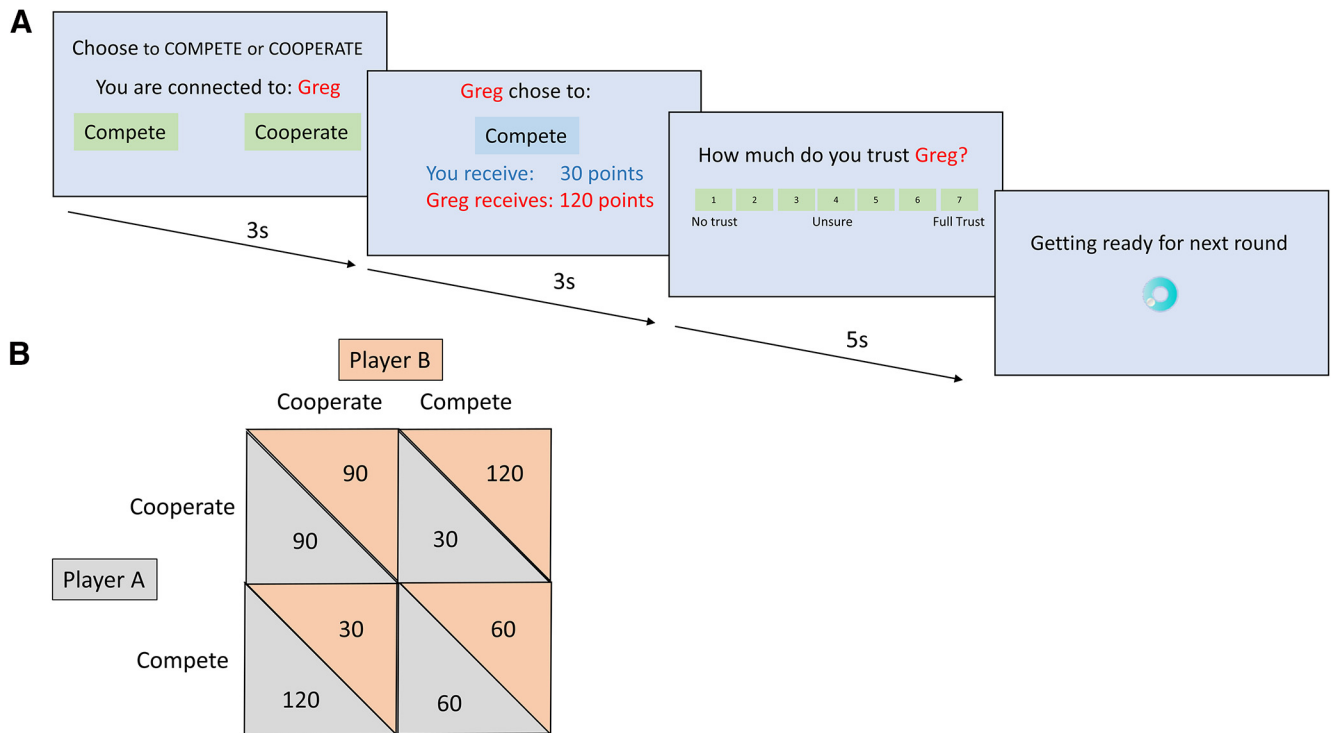 A
Choose to COMPETE or COOPERATE
You are connected to: Greg
Compete Cooperate
3s
Greg chose to:
Compete
You receive: 30 points
Greg receives: 120 points
3s
How much do you trust Greg?
1 2 3 4 5 6 7
No trust Unsure Full Trust
5s
Getting ready for next round
B
Player B
Cooperate Compete
Cooperate
90 120
90 30
Player A
Compete
30 60
120 60